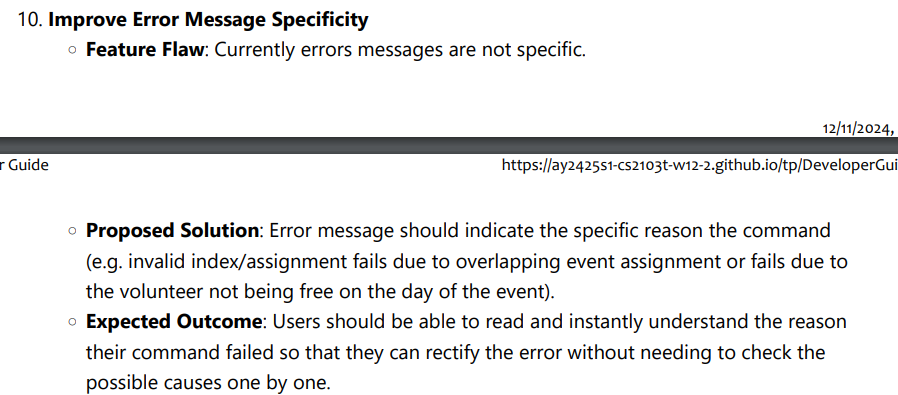 10. Improve Error Message Specificity
○ Feature Flaw: Currently errors messages are not specific.
12/11/2024,
r Guide https://ay2425s1-cs2103t-w12-2.github.io/tp/DeveloperGui
○ Proposed Solution: Error message should indicate the specific reason the command
(e.g. invalid index/assignment fails due to overlapping event assignment or fails due to
the volunteer not being free on the day of the event).
○ Expected Outcome: Users should be able to read and instantly understand the reason
their command failed so that they can rectify the error without needing to check the
possible causes one by one.